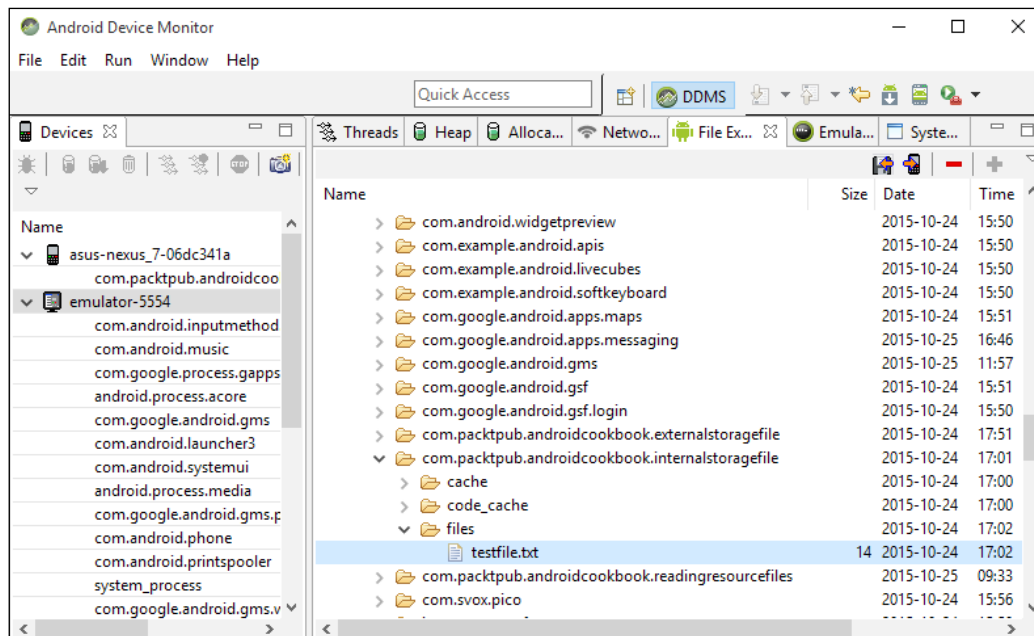 Android Device Monitor
File Edit Run Window Help
Quick Access DDMS
Devices
Threads Heap Alloca... Netwo... File Ex... Emula... Syste...
Name
asus-nexus_7-06dc341a
com.packtpub.androidcoo
emulator-5554
com.android.inputmethod
com.android.music
com.google.process.gapps
android.process.acore
com.google.android.gms
com.android.launcher3
com.android.systemui
android.process.media
com.google.android.gms.p
com.android.phone
com.android.printspooler
system_process
com.google.android.gms.v
Name Size Date Time
com.android.widgetpreview 2015-10-24 15:50
com.example.android.apis 2015-10-24 15:50
com.example.android.livecubes 2015-10-24 15:50
com.example.android.softkeyboard 2015-10-24 15:50
com.google.android.apps.maps 2015-10-24 15:51
com.google.android.apps.messaging 2015-10-25 16:46
com.google.android.gms 2015-10-25 11:57
com.google.android.gsf 2015-10-24 15:51
com.google.android.gsf.login 2015-10-24 15:50
com.packtpub.androidcookbook.externalstoragefile 2015-10-24 17:51
com.packtpub.androidcookbook.internalstoragefile 2015-10-24 17:01
cache 2015-10-24 17:00
code_cache 2015-10-24 17:00
files 2015-10-24 17:02
testfile.txt 14 2015-10-24 17:02
com.packtpub.androidcookbook.readingresourcefiles 2015-10-25 09:33
com.svox.pico 2015-10-24 15:56